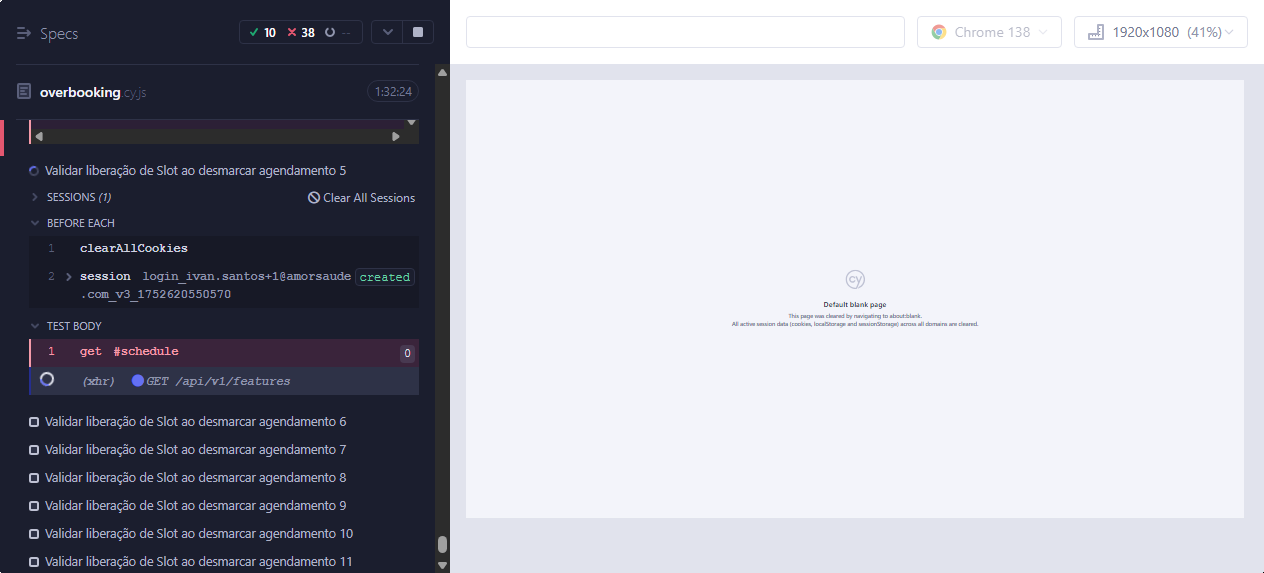 Specs
10
38
--
Chrome 138
1920x1080 (41%)
overbooking.cy.js
1:32:24
Validar liberação de Slot ao desmarcar agendamento 5
SESSIONS (1)
Clear All Sessions
BEFORE EACH
1 clearAllCookies
2 session login_ivan.santos+1@amorsaude
.com_v3_1752620550570
created
TEST BODY
1 get #schedule 0
(xhr) GET /api/v1/features
Validar liberação de Slot ao desmarcar agendamento 6
Validar liberação de Slot ao desmarcar agendamento 7
Validar liberação de Slot ao desmarcar agendamento 8
Validar liberação de Slot ao desmarcar agendamento 9
Validar liberação de Slot ao desmarcar agendamento 10
Validar liberação de Slot ao desmarcar agendamento 11
cy
Default blank page
This page was cleared by navigating to about:blank.
All active session data (cookies, localStorage and sessionStorage) across all domains are cleared.